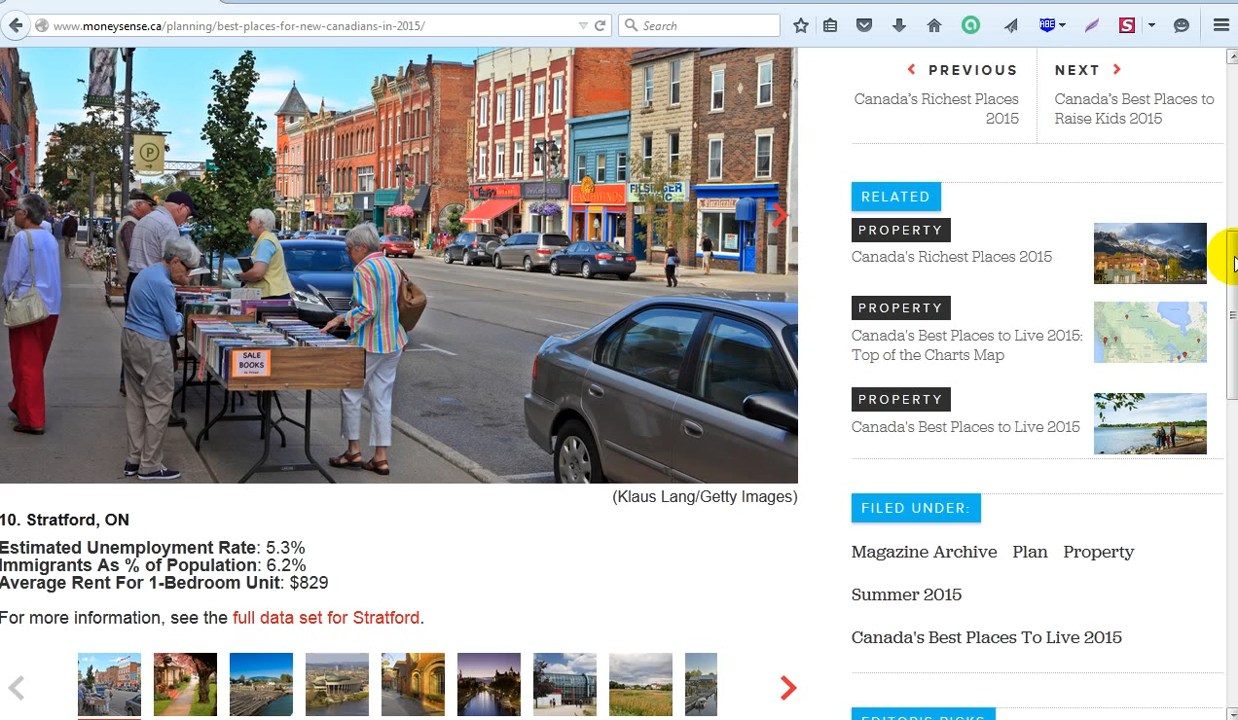 www.moneysense.ca/planning/best-places-for-new-canadians-in-2015/
Search
ABE
S
P
SALE
BOOKS
(Klaus Lang/Getty Images)
10. Stratford, ON
Estimated Unemployment Rate: 5.3%
Immigrants As % of Population: 6.2%
Average Rent For 1-Bedroom Unit: $829
For more information, see the full data set for Stratford.
PREVIOUS
Canada's Richest Places
2015
NEXT
Canada's Best Places to
Raise Kids 2015
RELATED
PROPERTY
Canada's Richest Places 2015
PROPERTY
Canada's Best Places to Live 2015:
Top of the Charts Map
PROPERTY
Canada's Best Places to Live 2015
FILED UNDER:
Magazine Archive Plan Property
Summer 2015
Canada's Best Places To Live 2015
EDITOR'S PICKS